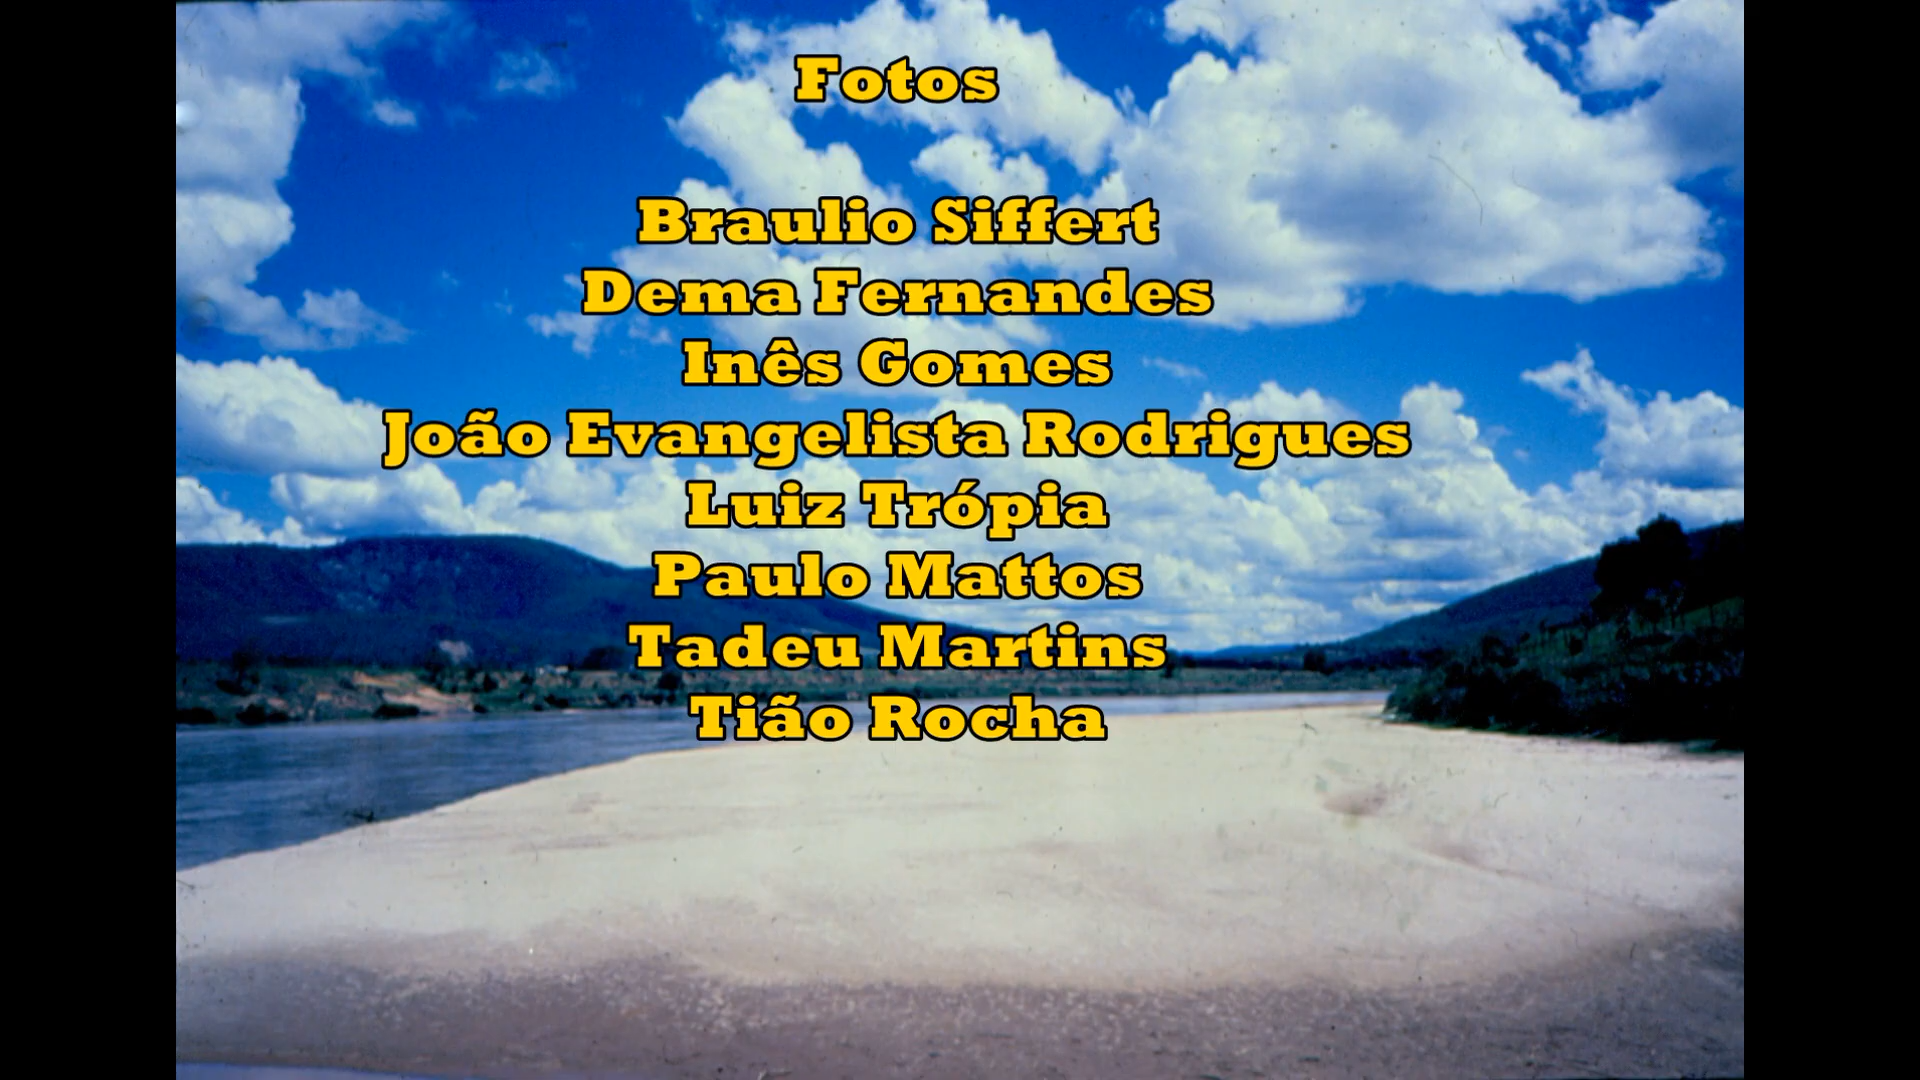 Fotos
Braulio Siffert
Dema Fernandes
Inês Gomes
João Evangelista Rodrigues
Luiz Trópia
Paulo Mattos
Tadeu Martins
Tião Rocha